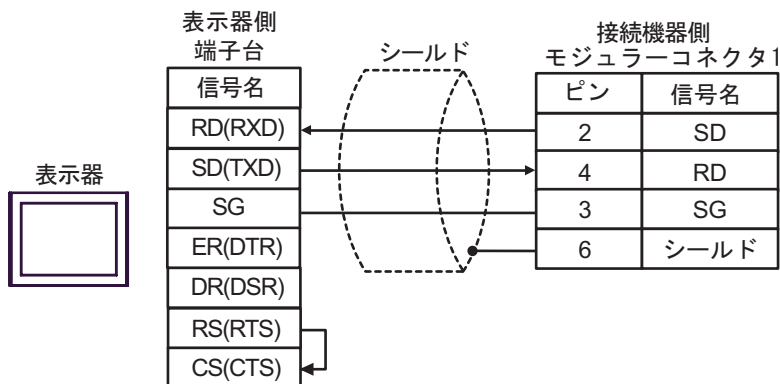 表示器側
端子台
信号名
RD(RXD)
SD(TXD)
SG
ER(DTR)
DR(DSR)
RS(RTS)
CS(CTS)
表示器
シールド
接続機器側
モジュラーコネクタ1
ピン 信号名
2 SD
4 RD
3 SG
6 シールド